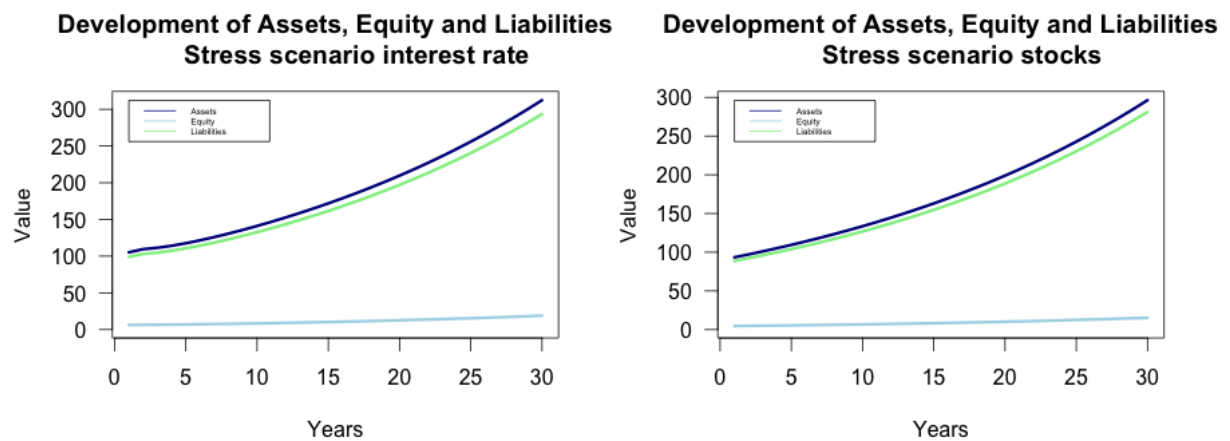 Development of Assets, Equity and Liabilities
Stress scenario interest rate
Value
300
250
200
150
100
50
0
Assets
Equity
Liabilities
0 5 10 15 20 25 30
Years
Development of Assets, Equity and Liabilities
Stress scenario stocks
Value
300
250
200
150
100
50
0
Assets
Equity
Liabilities
0 5 10 15 20 25 30
Years